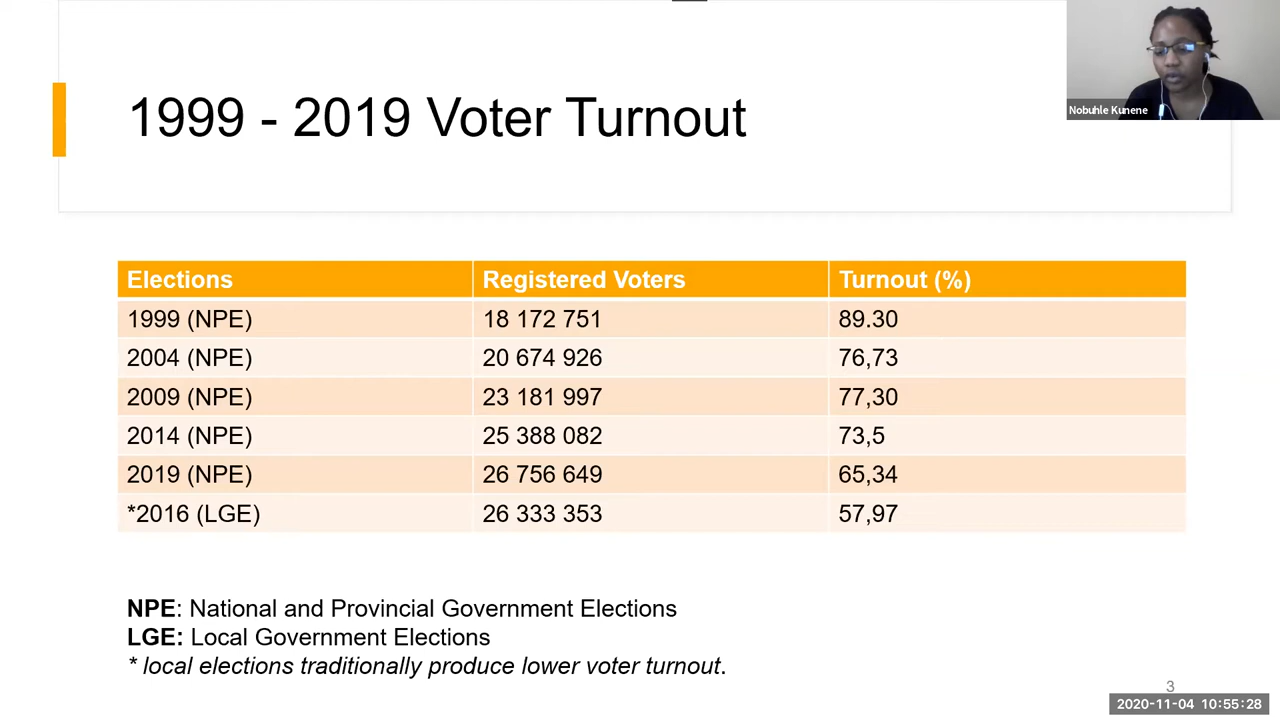 1999 - 2019 Voter Turnout
Nobuhle Kunene
Elections Registered Voters Turnout (%)
1999 (NPE) 18 172 751 89.30
2004 (NPE) 20 674 926 76,73
2009 (NPE) 23 181 997 77,30
2014 (NPE) 25 388 082 73,5
2019 (NPE) 26 756 649 65,34
*2016 (LGE) 26 333 353 57,97
NPE: National and Provincial Government Elections
LGE: Local Government Elections
* local elections traditionally produce lower voter turnout.
3
2020-11-04 10:55:28